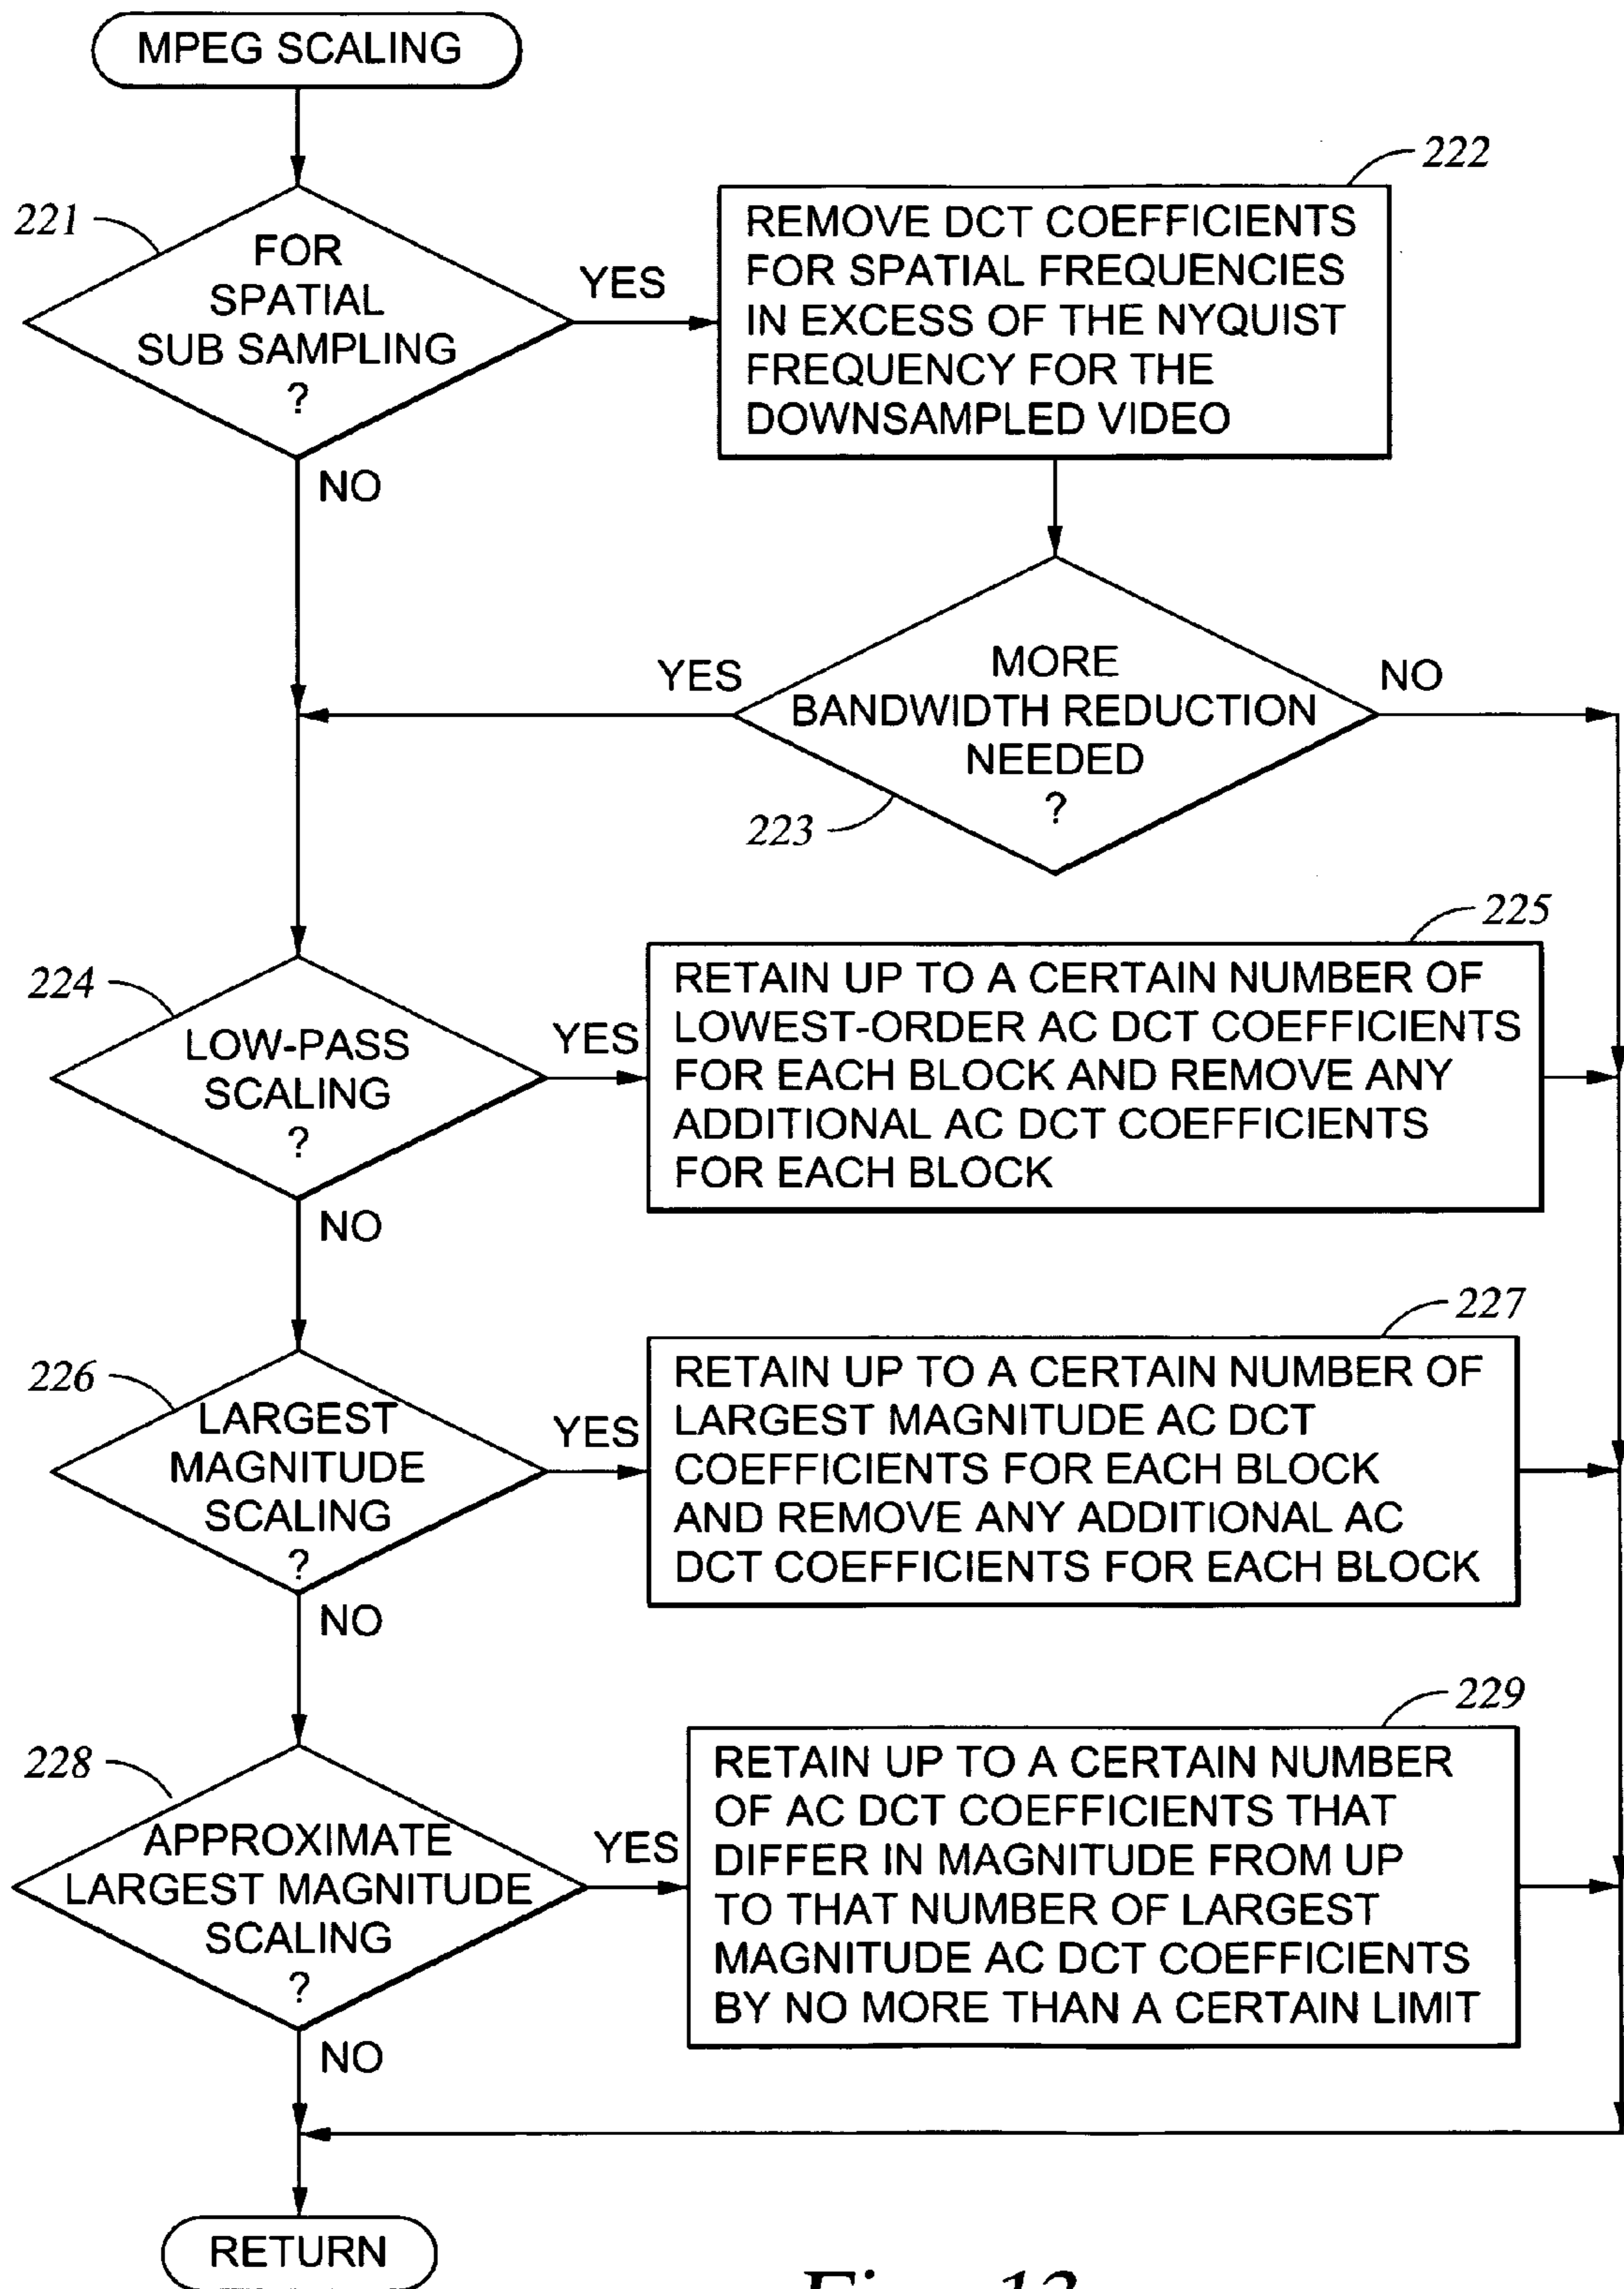 MPEG SCALING
221
FOR
SPATIAL
SUB SAMPLING
?
YES
NO
222
REMOVE DCT COEFFICIENTS
FOR SPATIAL FREQUENCIES
IN EXCESS OF THE NYQUIST
FREQUENCY FOR THE
DOWNSAMPLED VIDEO
YES
MORE
BANDWIDTH REDUCTION
NEEDED
?
NO
223
224
LOW-PASS
SCALING
?
YES
NO
225
RETAIN UP TO A CERTAIN NUMBER OF
LOWEST-ORDER AC DCT COEFFICIENTS
FOR EACH BLOCK AND REMOVE ANY
ADDITIONAL AC DCT COEFFICIENTS
FOR EACH BLOCK
226
LARGEST
MAGNITUDE
SCALING
?
YES
NO
227
RETAIN UP TO A CERTAIN NUMBER OF
LARGEST MAGNITUDE AC DCT
COEFFICIENTS FOR EACH BLOCK
AND REMOVE ANY ADDITIONAL AC
DCT COEFFICIENTS FOR EACH BLOCK
228
APPROXIMATE
LARGEST MAGNITUDE
SCALING
?
YES
NO
229
RETAIN UP TO A CERTAIN NUMBER
OF AC DCT COEFFICIENTS THAT
DIFFER IN MAGNITUDE FROM UP
TO THAT NUMBER OF LARGEST
MAGNITUDE AC DCT COEFFICIENTS
BY NO MORE THAN A CERTAIN LIMIT
RETURN